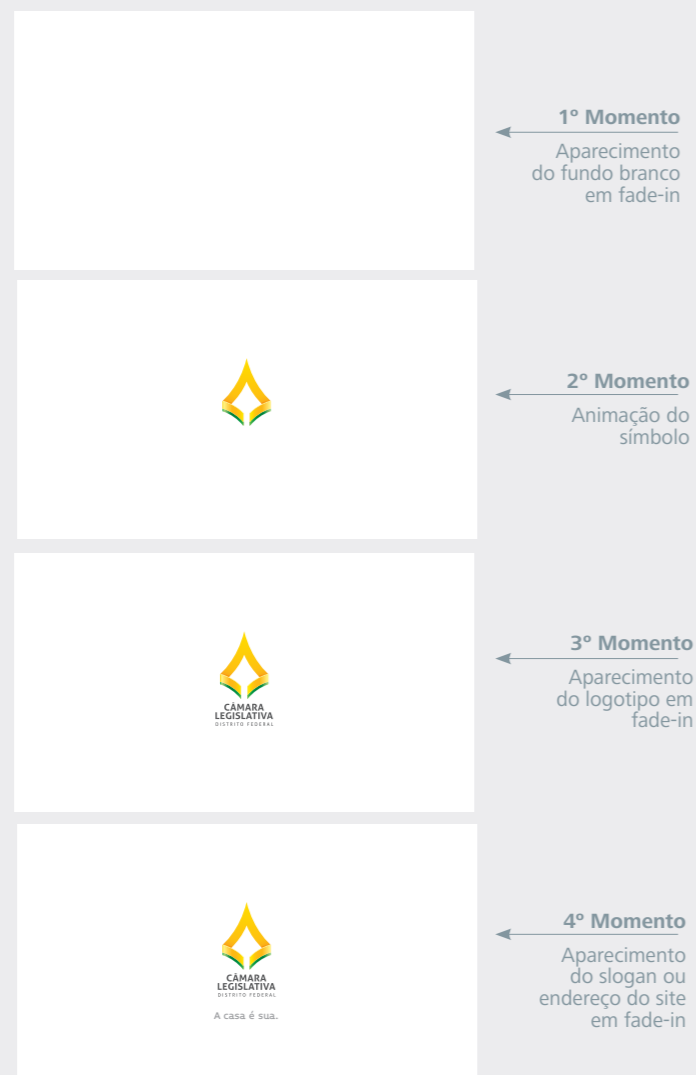 1º Momento
Aparecimento
do fundo branco
em fade-in
2º Momento
Animação do
símbolo
CÂMARA
LEGISLATIVA
DISTRITO FEDERAL
3º Momento
Aparecimento
do logotipo em
fade-in
CÂMARA
LEGISLATIVA
DISTRITO FEDERAL
A casa é sua.
4º Momento
Aparecimento
do slogan ou
endereço do site
em fade-in